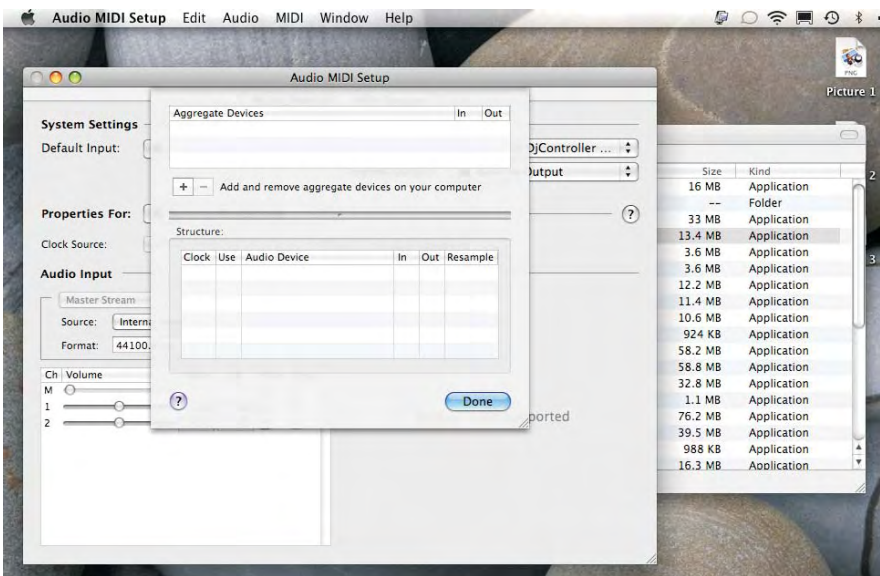 Audio MIDI Setup Edit Audio MIDI Window Help
PNG
Picture 1
Audio MIDI Setup
Aggregate Devices In Out
System Settings
Default Input:
DjController ...
Output
+ − Add and remove aggregate devices on your computer
Properties For:
?
Structure:
Clock Source:
Clock Use Audio Device In Out Resample
Audio Input
Master Stream
Source: Interna
Format: 44100.
Ch Volume
M
1
2
? Done
ported
Size Kind
16 MB Application
-- Folder
33 MB Application
13.4 MB Application
3.6 MB Application
3.6 MB Application
12.2 MB Application
11.4 MB Application
10.6 MB Application
924 KB Application
58.2 MB Application
58.8 MB Application
32.8 MB Application
1.1 MB Application
76.2 MB Application
39.5 MB Application
988 KB Application
16.3 MB Application
2
3